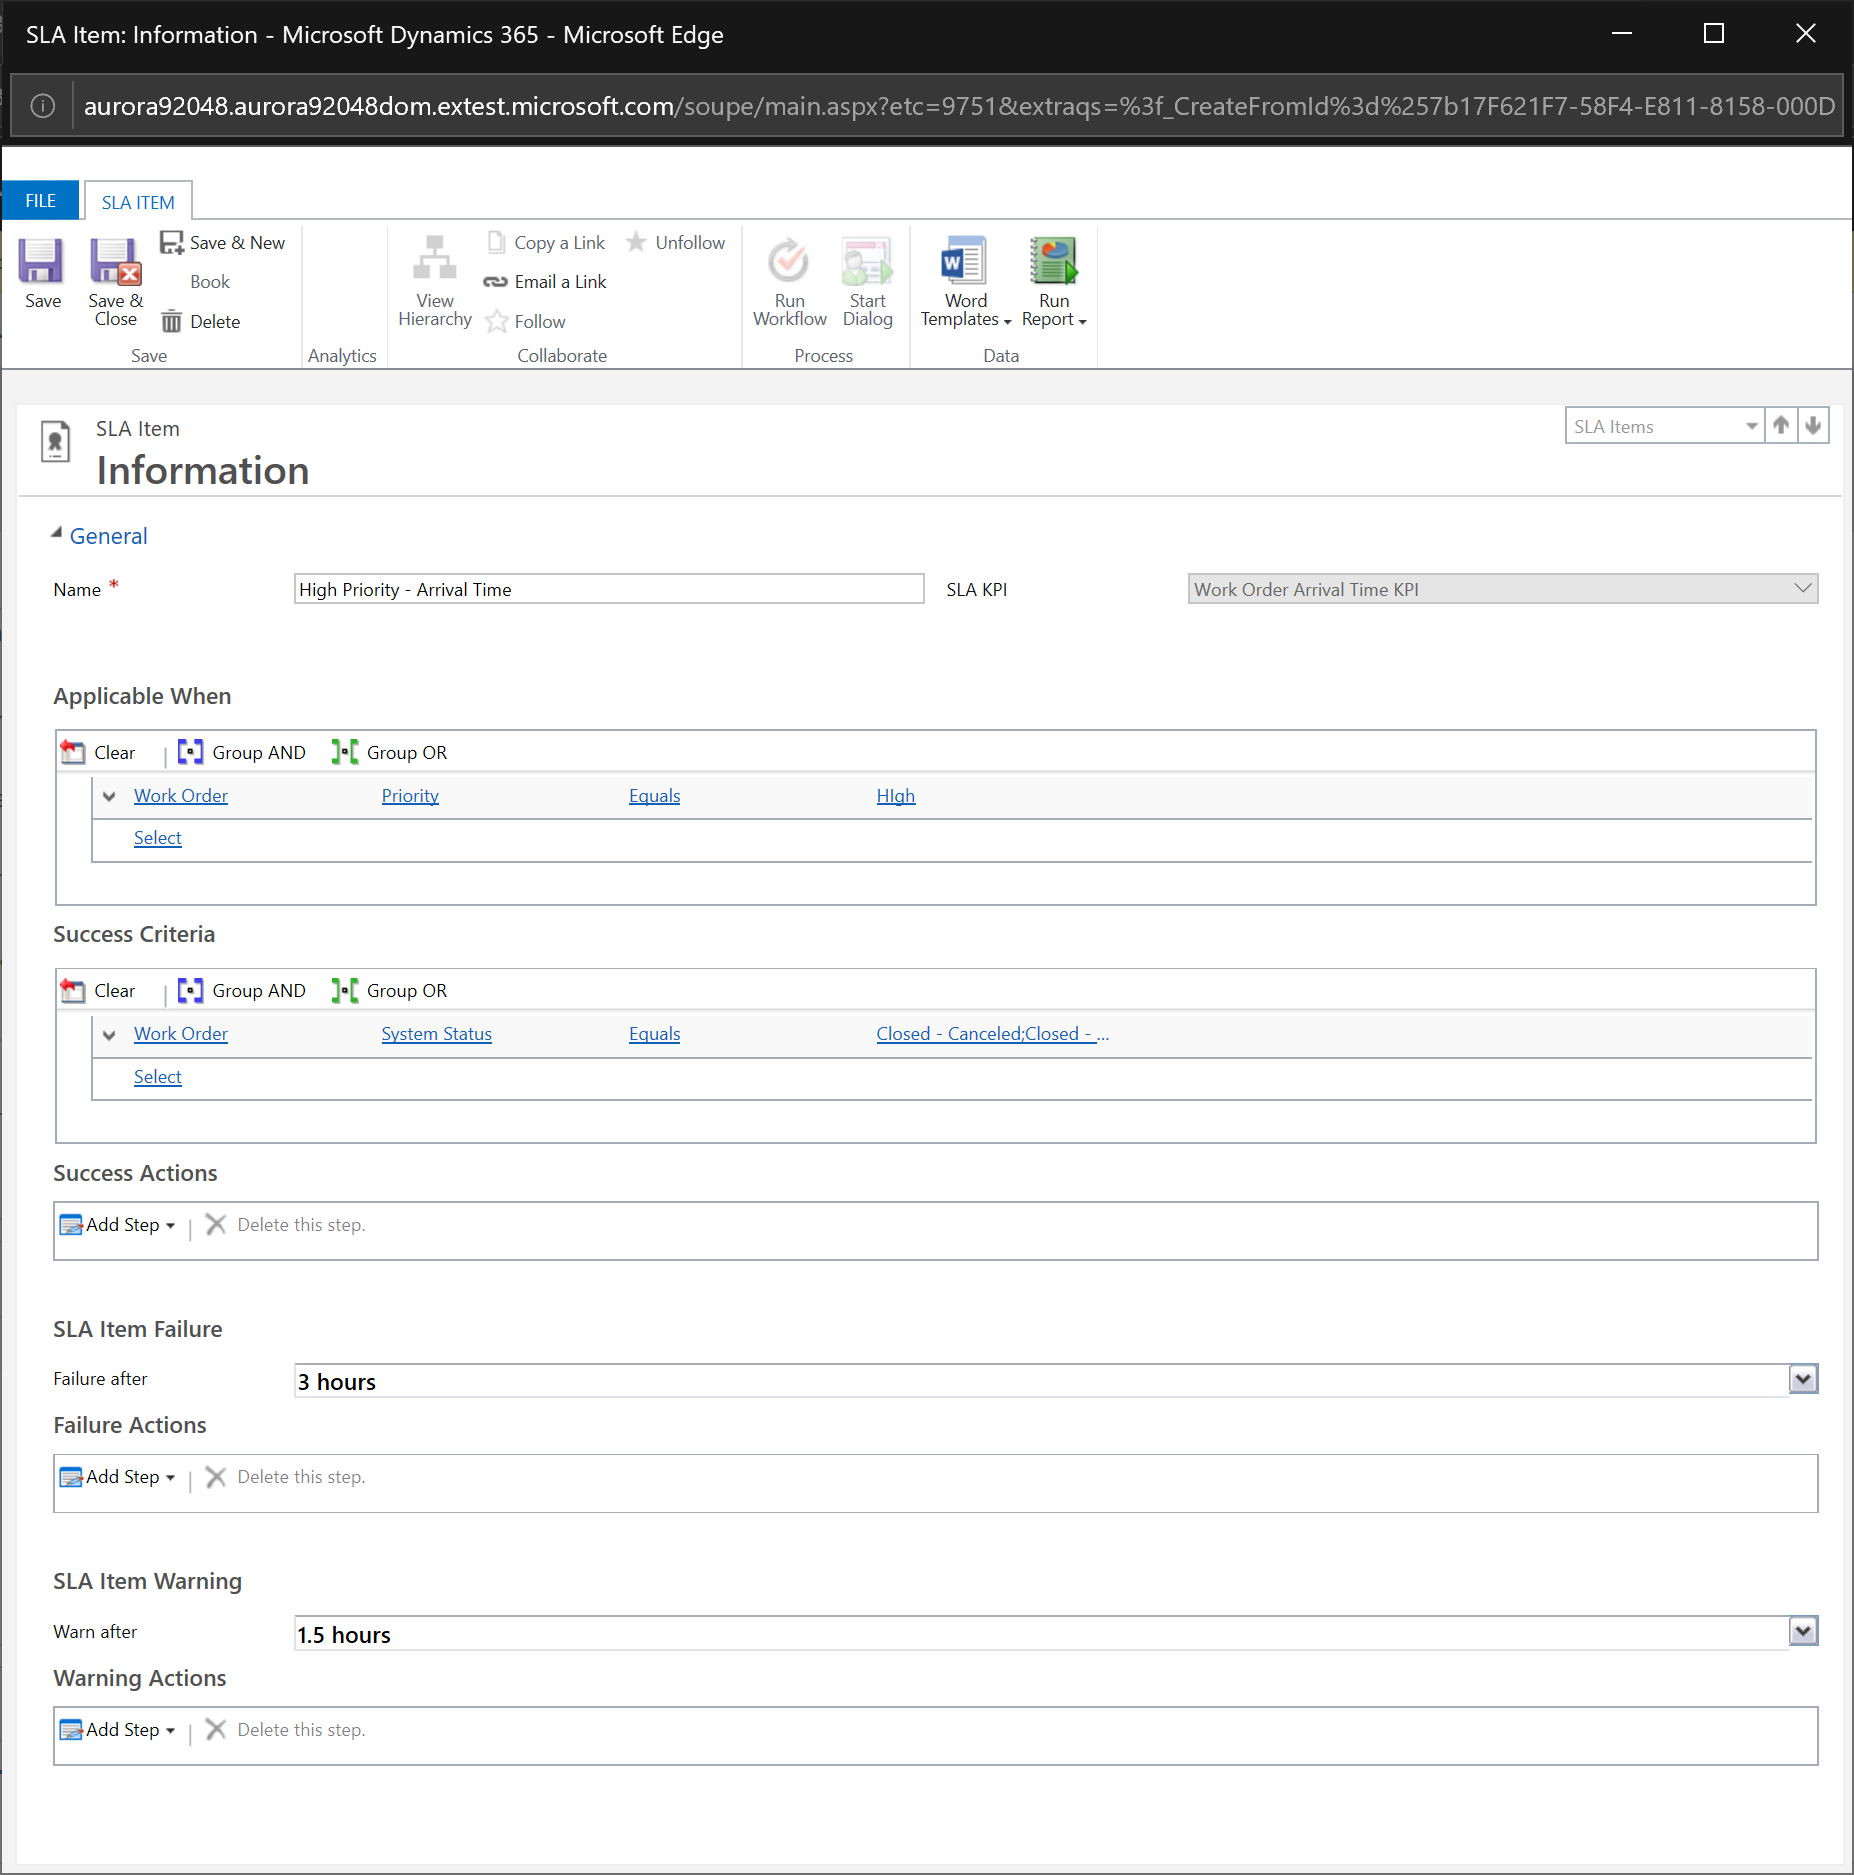 SLA Item: Information - Microsoft Dynamics 365 - Microsoft Edge
aurora92048.aurora92048dom.extest.microsoft.com/soupe/main.aspx?etc=9751&extraqs=%3f_CreateFromId%3d%257b17F621F7-58F4-E811-8158-000D
FILE SLA ITEM
Save
Save & Close
Save & New
Book
Delete
Save
Analytics
View Hierarchy
Copy a Link
Email a Link
Follow
Unfollow
Collaborate
Run Workflow
Start Dialog
Process
Word Templates
Run Report
Data
SLA Item
Information
SLA Items
General
Name * High Priority - Arrival Time SLA KPI Work Order Arrival Time KPI
Applicable When
Clear Group AND Group OR
Work Order Priority Equals HIgh
Select
Success Criteria
Clear Group AND Group OR
Work Order System Status Equals Closed - Canceled;Closed - ...
Select
Success Actions
Add Step Delete this step.
SLA Item Failure
Failure after 3 hours
Failure Actions
Add Step Delete this step.
SLA Item Warning
Warn after 1.5 hours
Warning Actions
Add Step Delete this step.